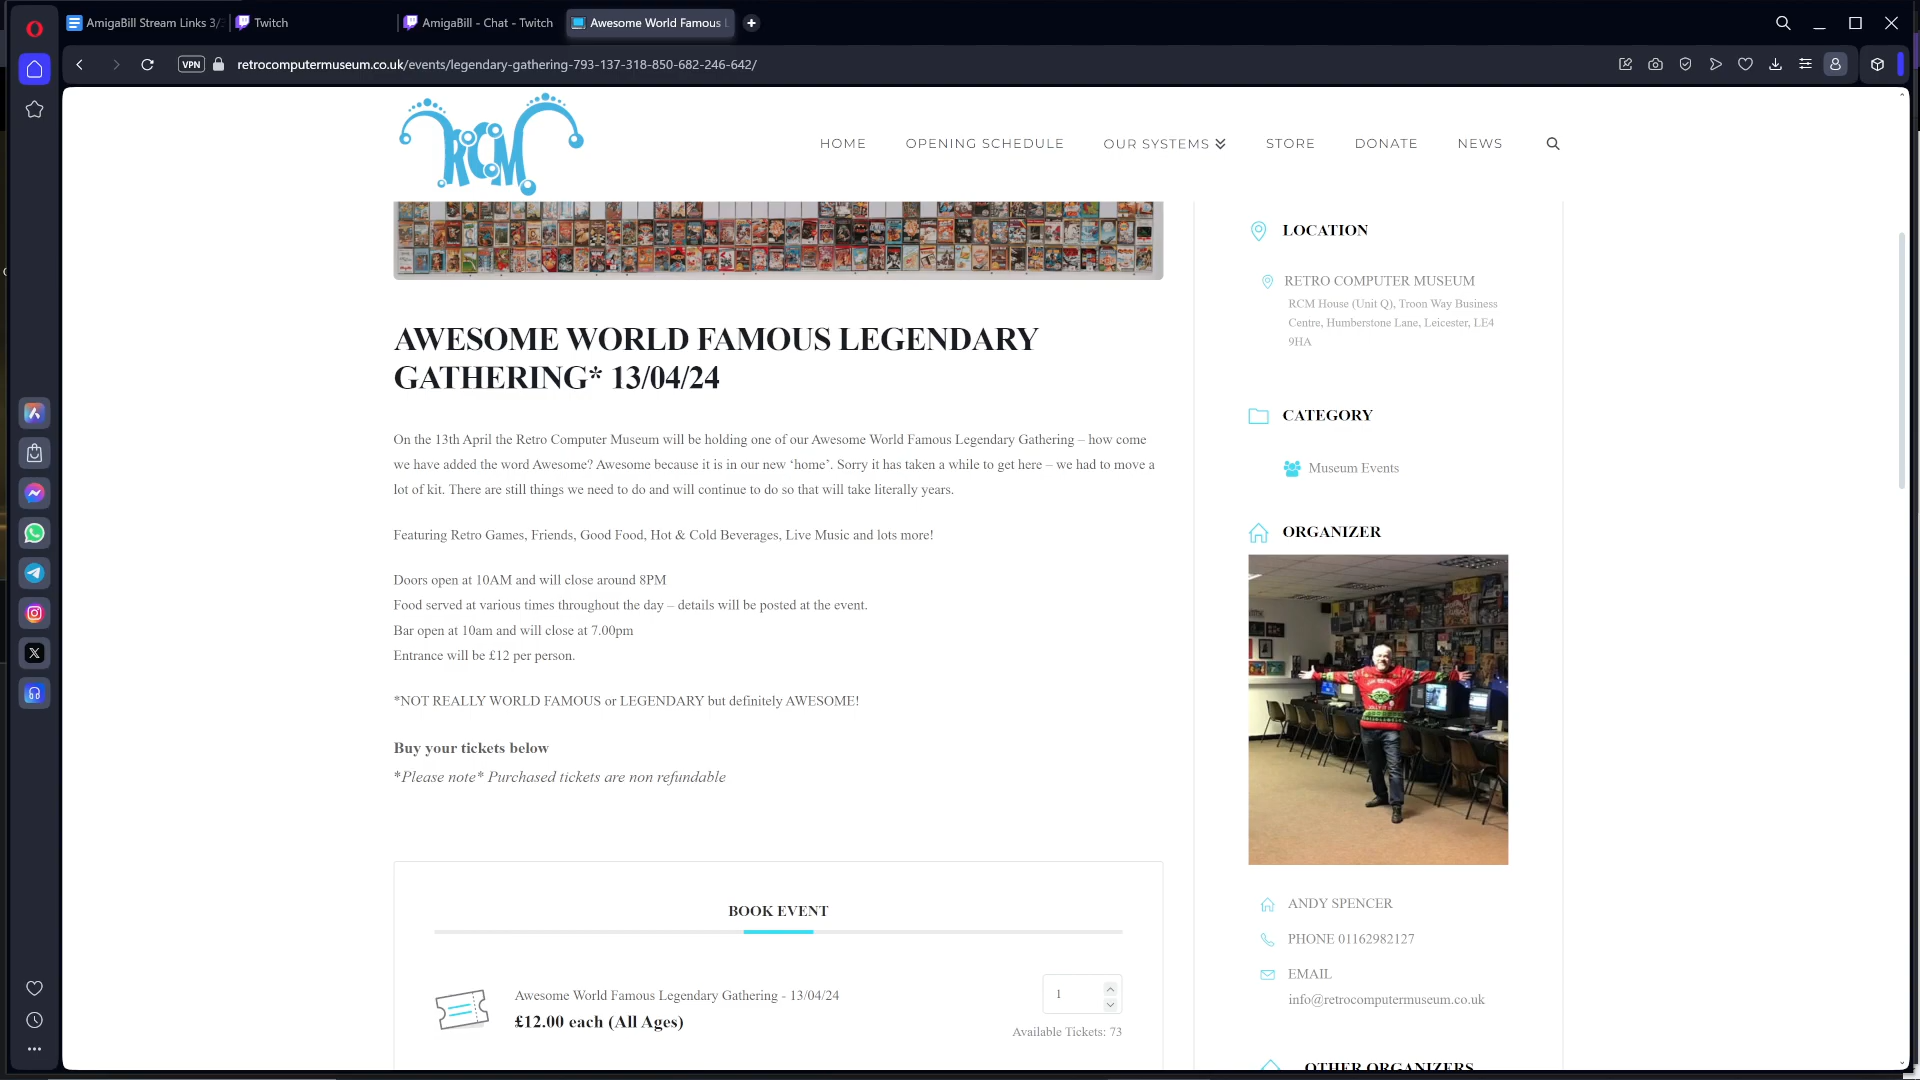 AmigaBill Stream Links 3/
Twitch
AmigaBill - Chat - Twitch
Awesome World Famous
VPN
retrocomputermuseum.co.uk/events/legendary-gathering-793-137-318-850-682-246-642/
RCM
HOME
OPENING SCHEDULE
OUR SYSTEMS
STORE
DONATE
NEWS
AWESOME WORLD FAMOUS LEGENDARY
GATHERING* 13/04/24
On the 13th April the Retro Computer Museum will be holding one of our Awesome World Famous Legendary Gathering – how come
we have added the word Awesome? Awesome because it is in our new ‘home’. Sorry it has taken a while to get here – we had to move a
lot of kit. There are still things we need to do and will continue to do so that will take literally years.
Featuring Retro Games, Friends, Good Food, Hot & Cold Beverages, Live Music and lots more!
Doors open at 10AM and will close around 8PM
Food served at various times throughout the day – details will be posted at the event.
Bar open at 10am and will close at 7.00pm
Entrance will be £12 per person.
*NOT REALLY WORLD FAMOUS or LEGENDARY but definitely AWESOME!
Buy your tickets below
*Please note* Purchased tickets are non refundable
BOOK EVENT
Awesome World Famous Legendary Gathering - 13/04/24
£12.00 each (All Ages)
1
Available Tickets: 73
LOCATION
RETRO COMPUTER MUSEUM
RCM House (Unit Q), Troon Way Business
Centre, Humberstone Lane, Leicester, LE4
9HA
CATEGORY
Museum Events
ORGANIZER
ANDY SPENCER
PHONE 01162982127
EMAIL
info@retrocomputermuseum.co.uk
OTHER ORGANIZERS